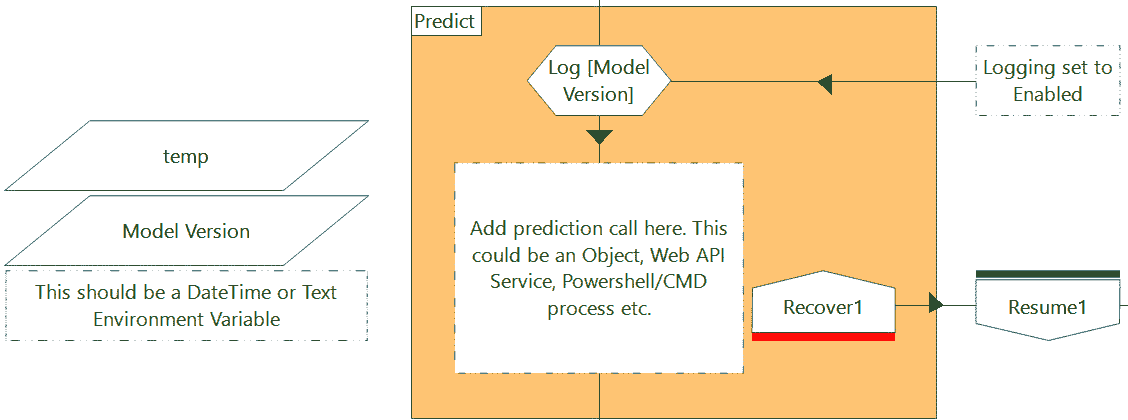 Predict
Log [Model
Version]
Logging set to
Enabled
temp
Model Version
This should be a DateTime or Text
Environment Variable
Add prediction call here. This
could be an Object, Web API
Service, Powershell/CMD
process etc.
Recover1
Resume1